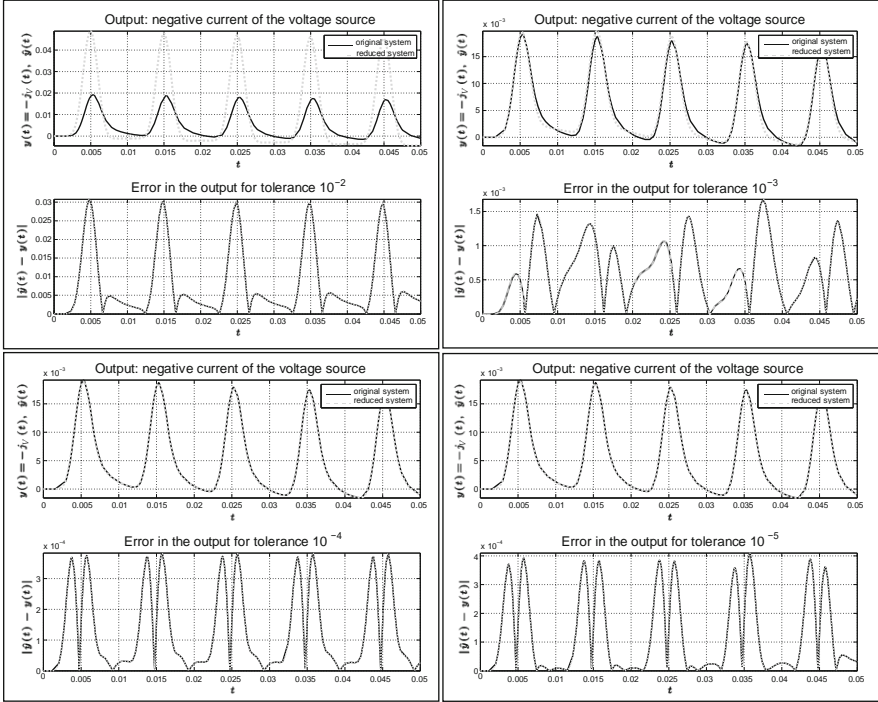 Output: negative current of the voltage source
y(t) = −j_V(t), ŷ(t)
0.04
0.03
0.02
0.01
0
original system
reduced system
0 0.005 0.01 0.015 0.02 0.025 0.03 0.035 0.04 0.045 0.05
t
Error in the output for tolerance 10^−2
|ŷ(t) − y(t)|
0.03
0.025
0.02
0.015
0.01
0.005
0
0 0.005 0.01 0.015 0.02 0.025 0.03 0.035 0.04 0.045 0.05
t
Output: negative current of the voltage source
x 10^−3
y(t) = −j_V(t), ŷ(t)
15
10
5
0
original system
reduced system
0 0.005 0.01 0.015 0.02 0.025 0.03 0.035 0.04 0.045 0.05
t
Error in the output for tolerance 10^−3
x 10^−3
|ŷ(t) − y(t)|
1.5
1
0.5
0
0 0.005 0.01 0.015 0.02 0.025 0.03 0.035 0.04 0.045 0.05
t
Output: negative current of the voltage source
x 10^−3
y(t) = −j_V(t), ŷ(t)
15
10
5
0
original system
reduced system
0 0.005 0.01 0.015 0.02 0.025 0.03 0.035 0.04 0.045 0.05
t
Error in the output for tolerance 10^−4
x 10^−4
|ŷ(t) − y(t)|
3
2
1
0
0 0.005 0.01 0.015 0.02 0.025 0.03 0.035 0.04 0.045 0.05
t
Output: negative current of the voltage source
x 10^−3
y(t) = −j_V(t), ŷ(t)
15
10
5
0
original system
reduced system
0 0.005 0.01 0.015 0.02 0.025 0.03 0.035 0.04 0.045 0.05
t
Error in the output for tolerance 10^−5
x 10^−4
|ŷ(t) − y(t)|
4
3
2
1
0
0 0.005 0.01 0.015 0.02 0.025 0.03 0.035 0.04 0.045 0.05
t